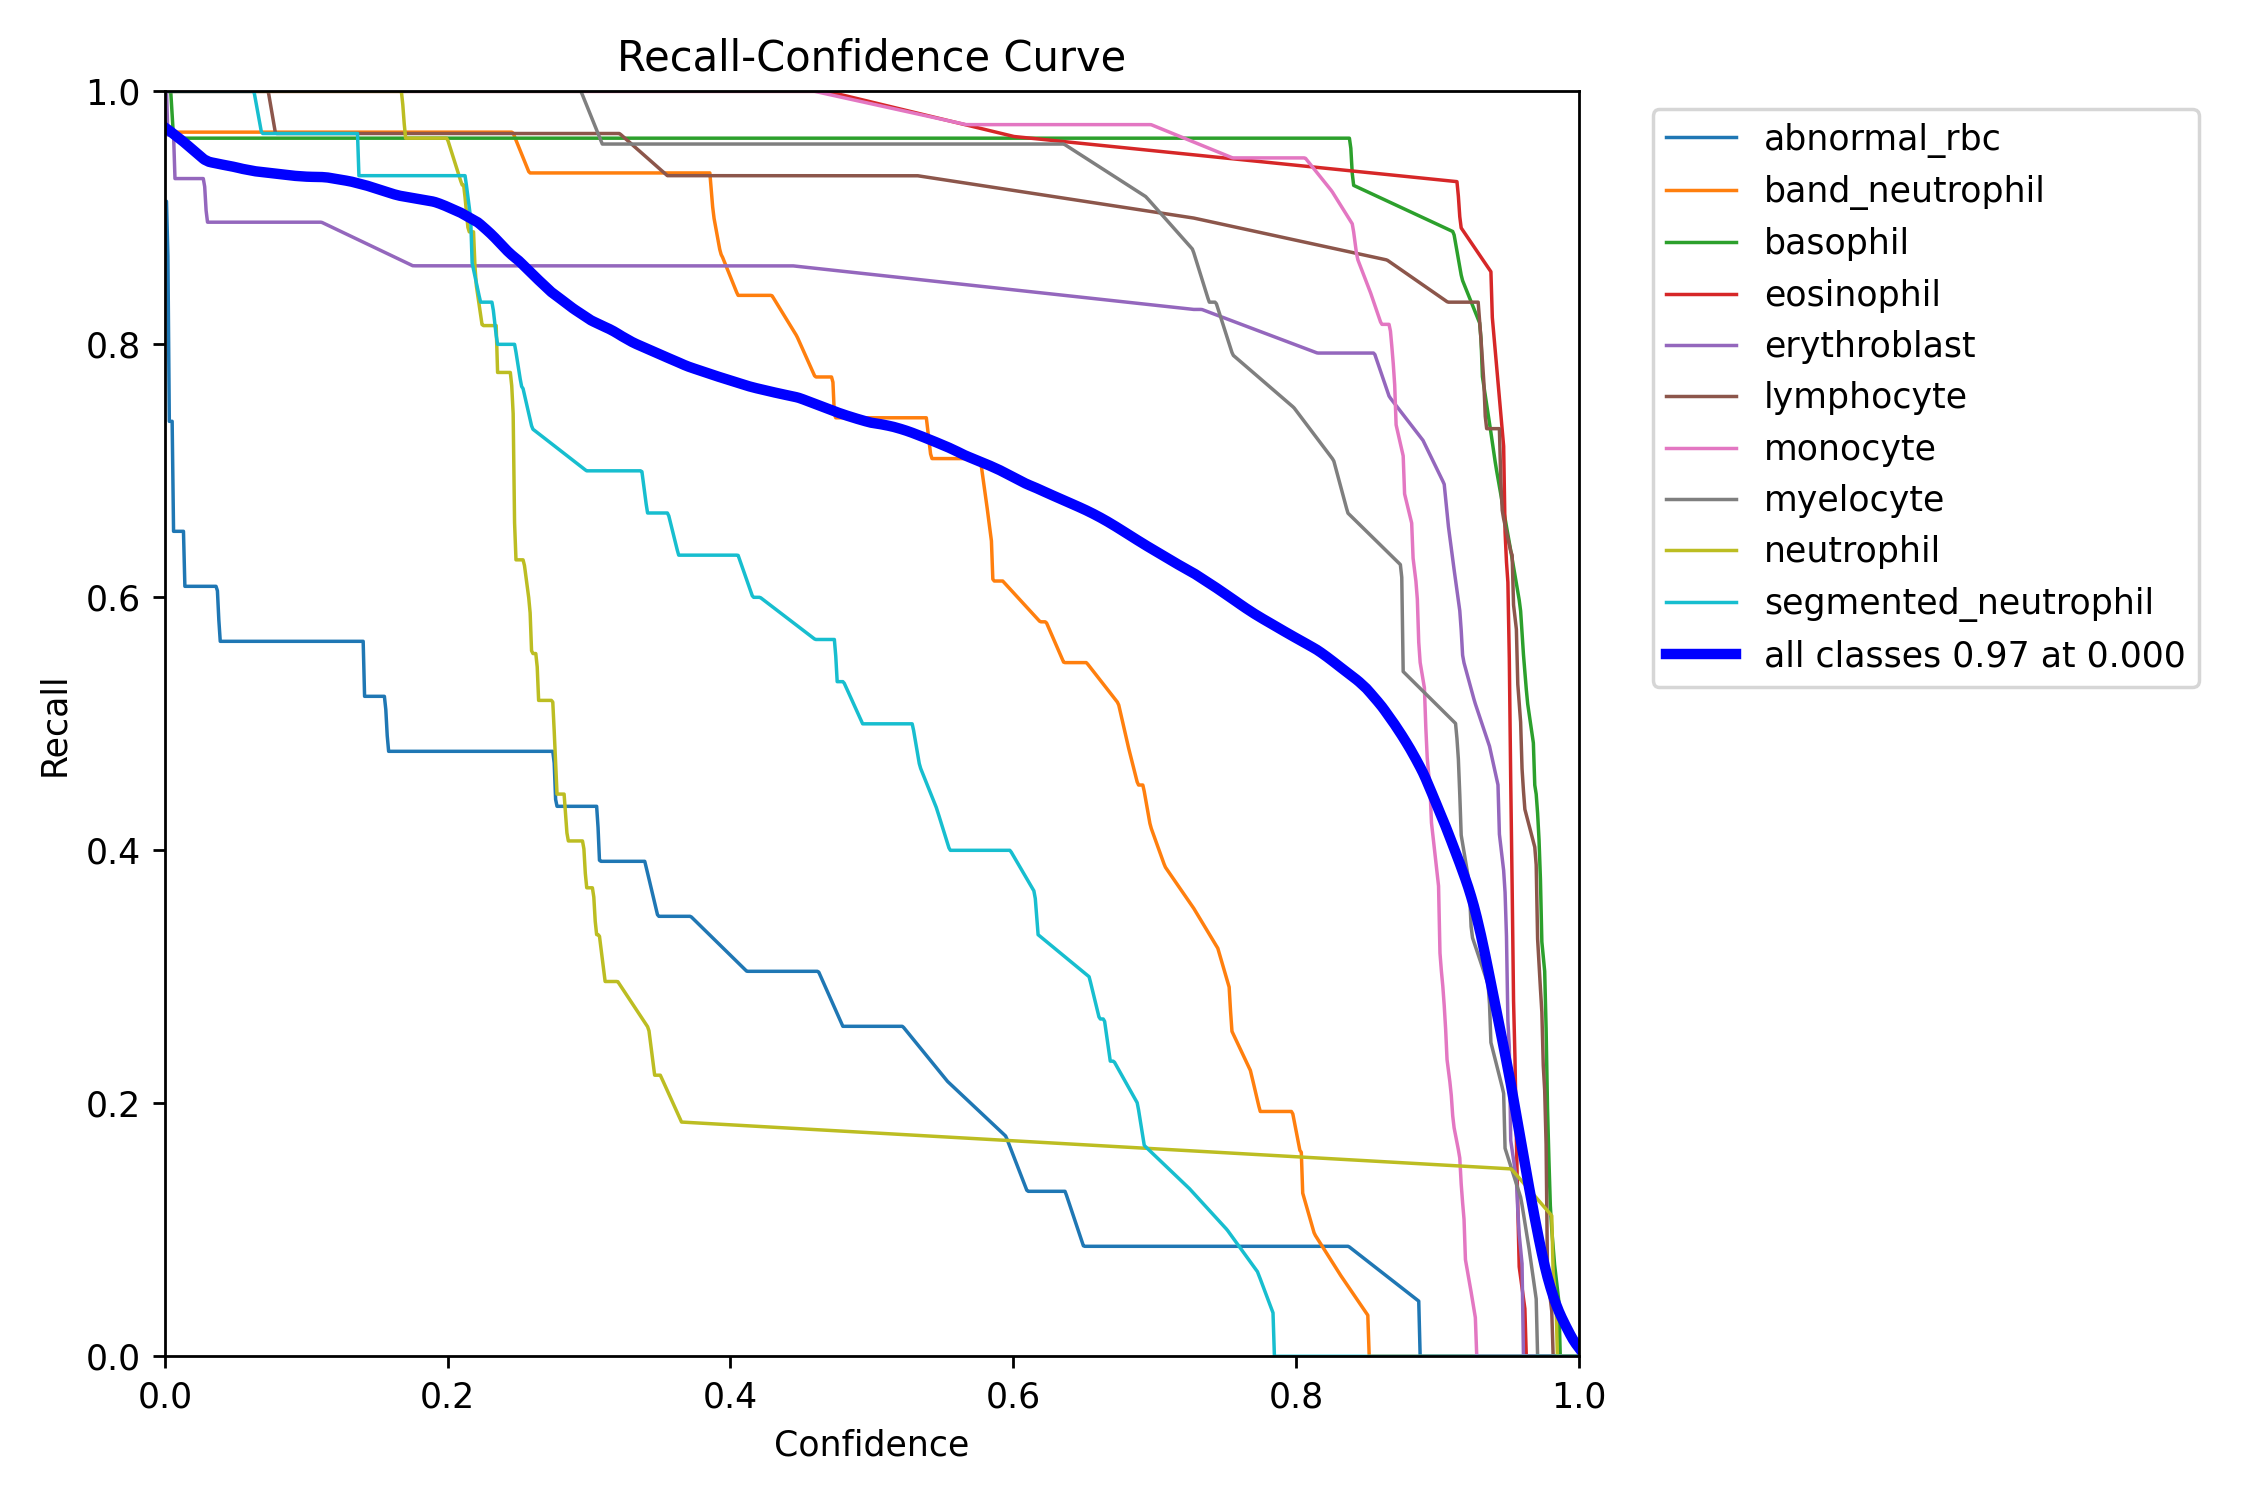 Recall-Confidence Curve
1.0
0.8
0.6
0.4
0.2
0.0
Recall
0.0 0.2 0.4 0.6 0.8 1.0
Confidence
abnormal_rbc
band_neutrophil
basophil
eosinophil
erythroblast
lymphocyte
monocyte
myelocyte
neutrophil
segmented_neutrophil
all classes 0.97 at 0.000